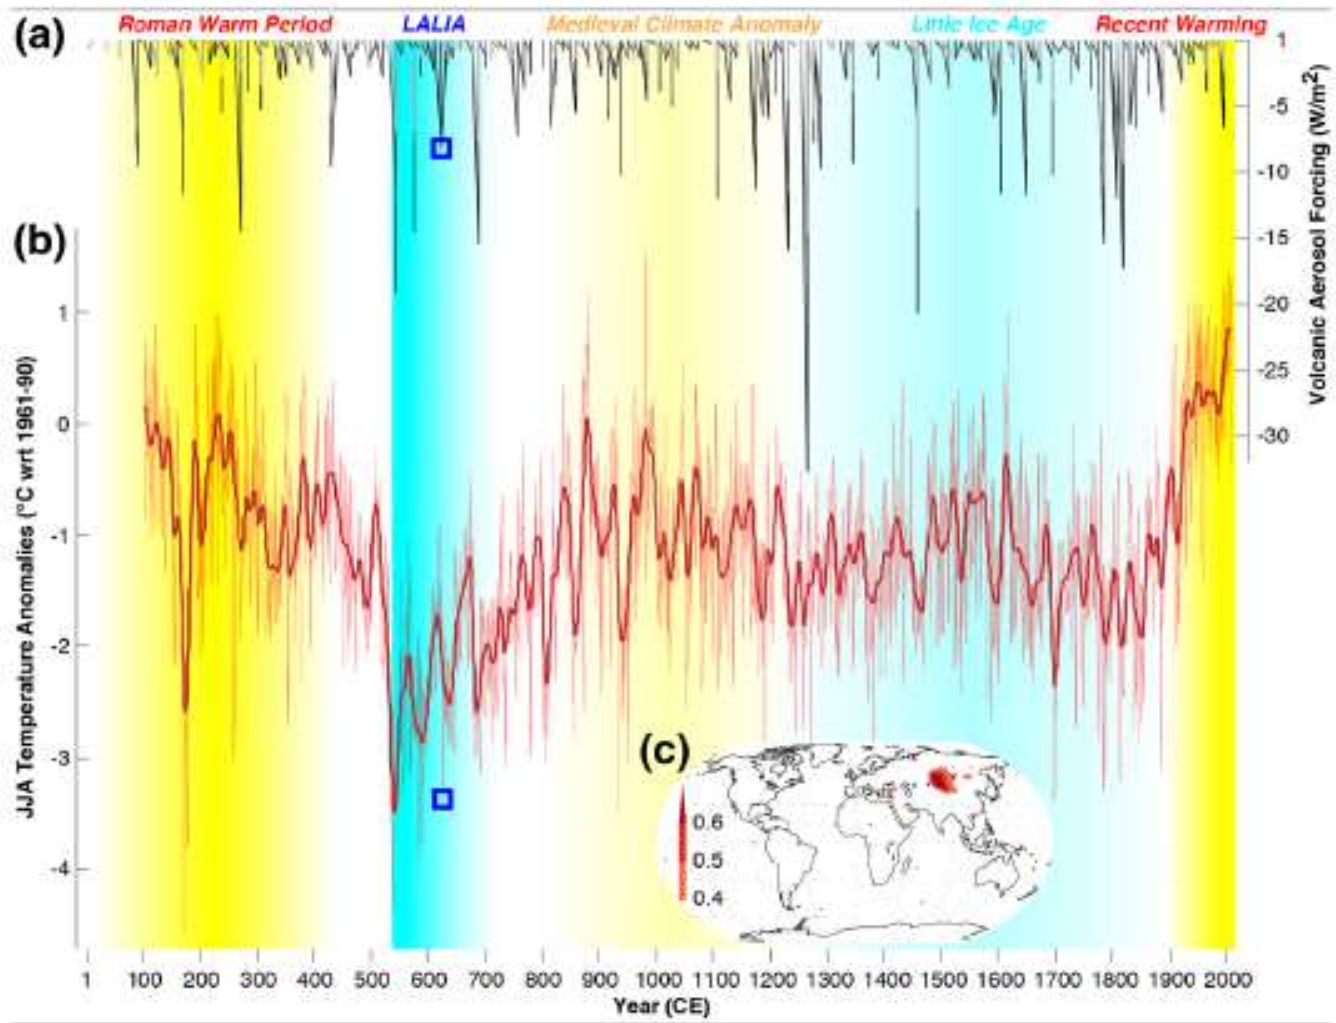 Roman Warm Period LALIA Medieval Climate Anomaly Little Ice Age Recent Warming
(a)
1
-5
-10
-15
-20
-25
-30
Volcanic Aerosol Forcing (W/m²)
(b)
1
0
-1
-2
-3
-4
JJA Temperature Anomalies (°C wrt 1961-90)
(c)
0.6
0.5
0.4
1 100 200 300 400 500 600 700 800 900 1000 1100 1200 1300 1400 1500 1600 1700 1800 1900 2000
Year (CE)